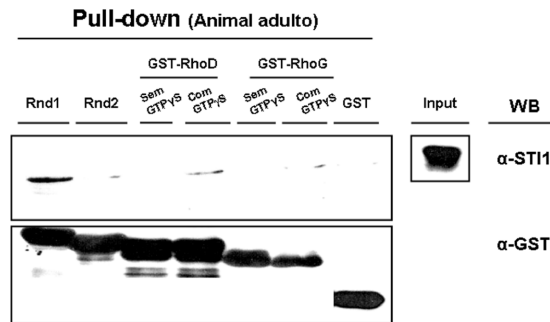 Pull-down (Animal adulto)
GST-RhoD GST-RhoG
Rnd1 Rnd2 Sem GTPγS Com GTPγS Sem GTPγS Com GTPγS GST Input WB
α-STI1
α-GST